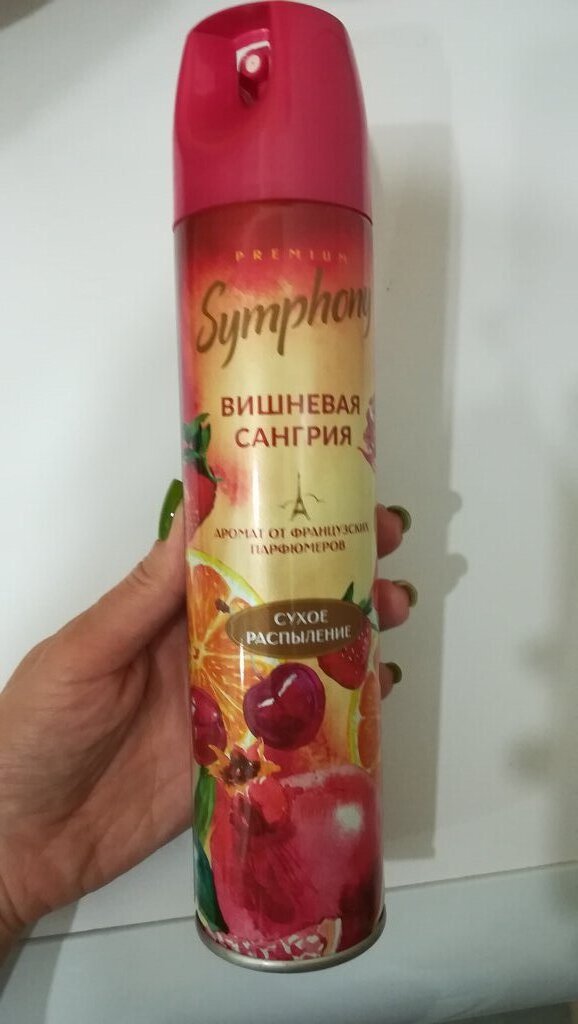 PREMIUM
Symphony
ВИШНЕВАЯ
САНГРИЯ
АРОМАТ ОТ ФРАНЦУЗСКИХ
ПАРФЮМЕРОВ
СУХОЕ
РАСПЫЛЕНИЕ